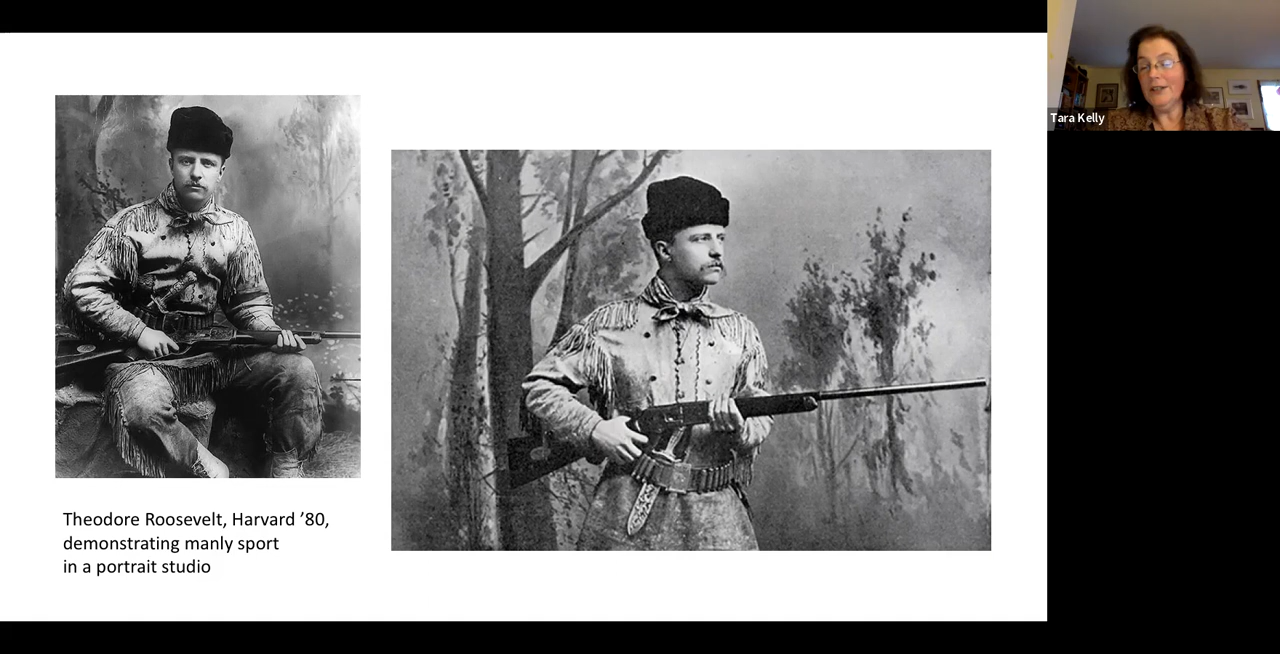 Tara Kelly
Theodore Roosevelt, Harvard ’80,
demonstrating manly sport
in a portrait studio